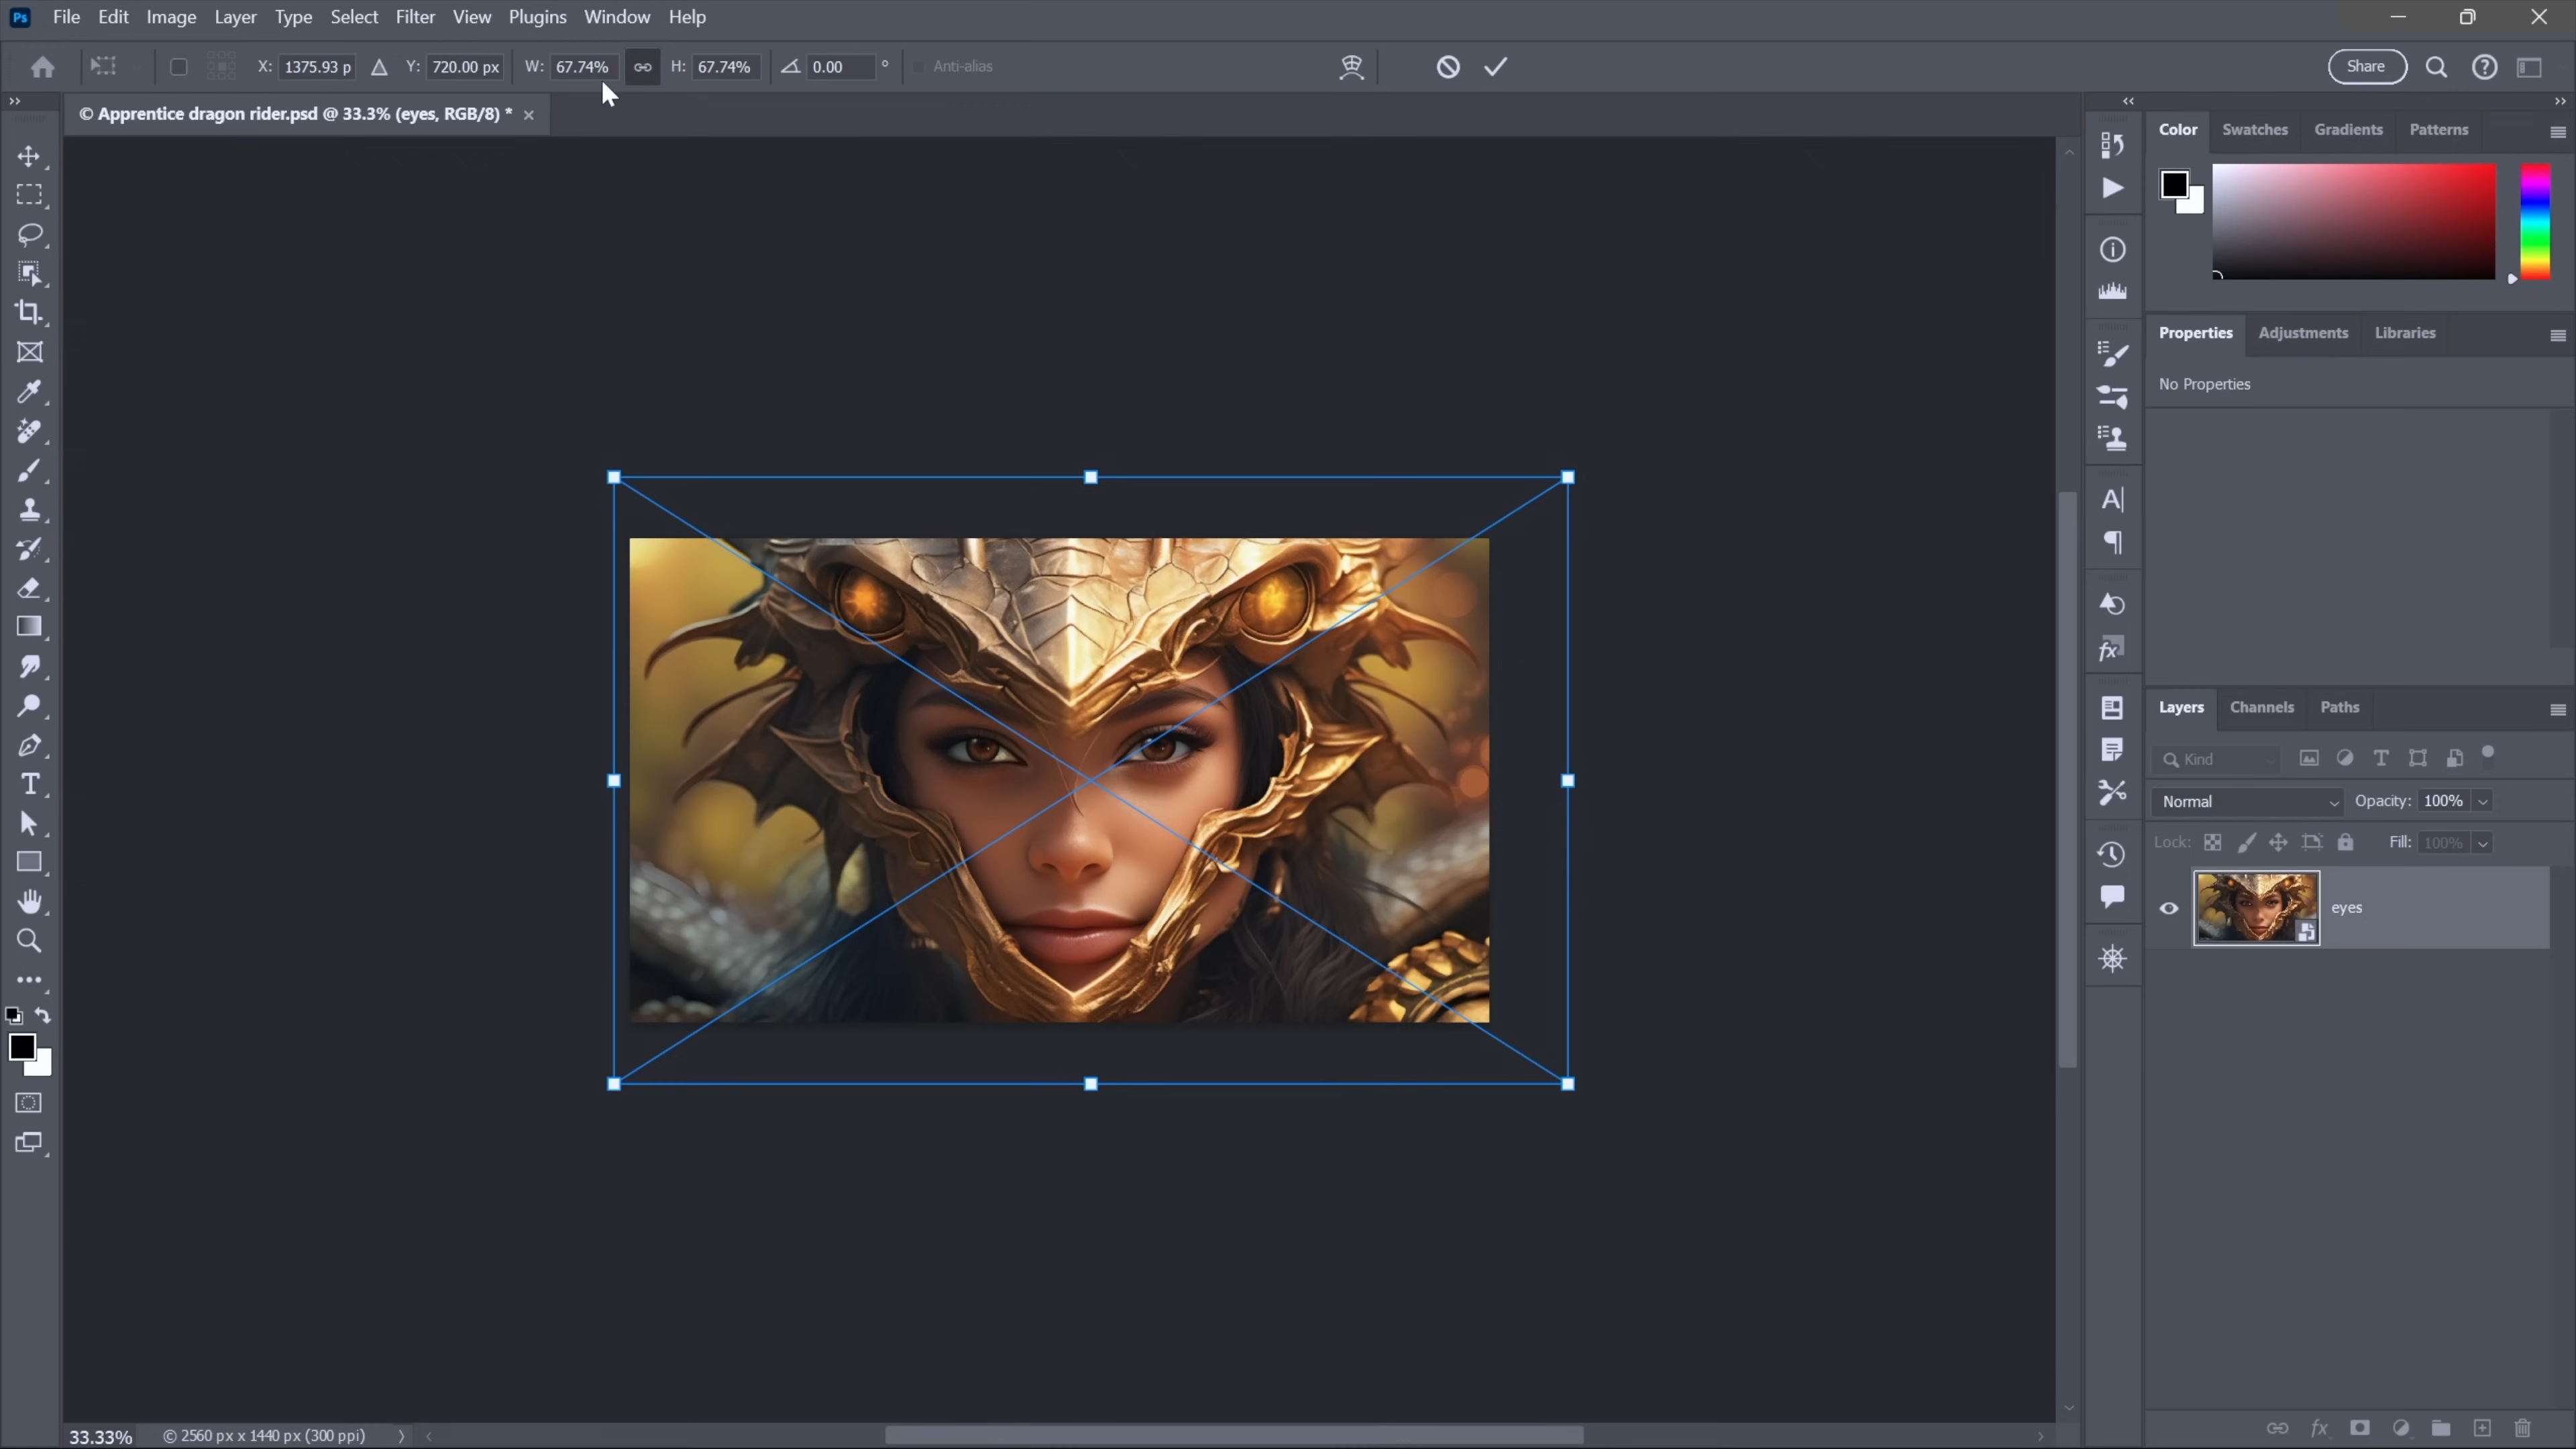 Ps File Edit Image Layer Type Select Filter View Plugins Window Help
X: 1375.93 p Y: 720.00 px W: 67.74% H: 67.74% 0.00 ° Anti-alias Share
© Apprentice dragon rider.psd @ 33.3% (eyes, RGB/8) *
Color Swatches Gradients Patterns
Properties Adjustments Libraries
No Properties
Layers Channels Paths
Kind
Normal Opacity: 100%
Lock: Fill: 100%
eyes
33.33% © 2560 px x 1440 px (300 ppi)